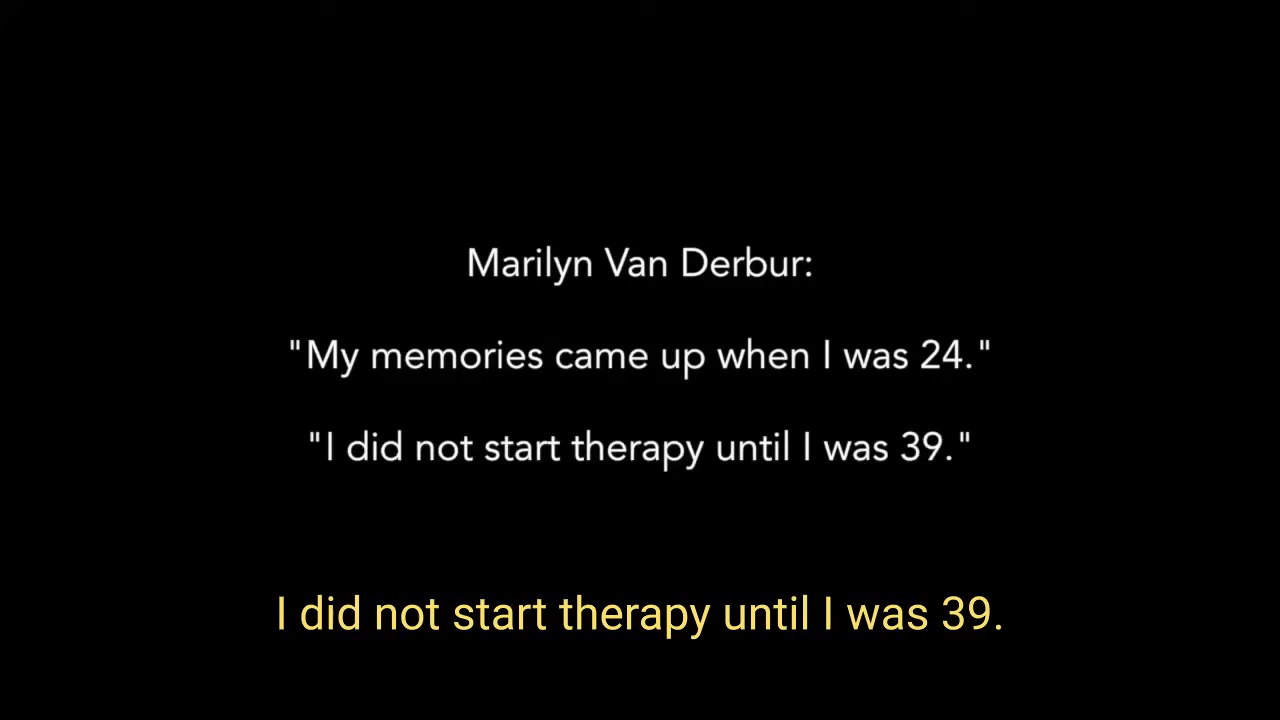 Marilyn Van Derbur:
"My memories came up when I was 24."
"I did not start therapy until I was 39."
I did not start therapy until I was 39.